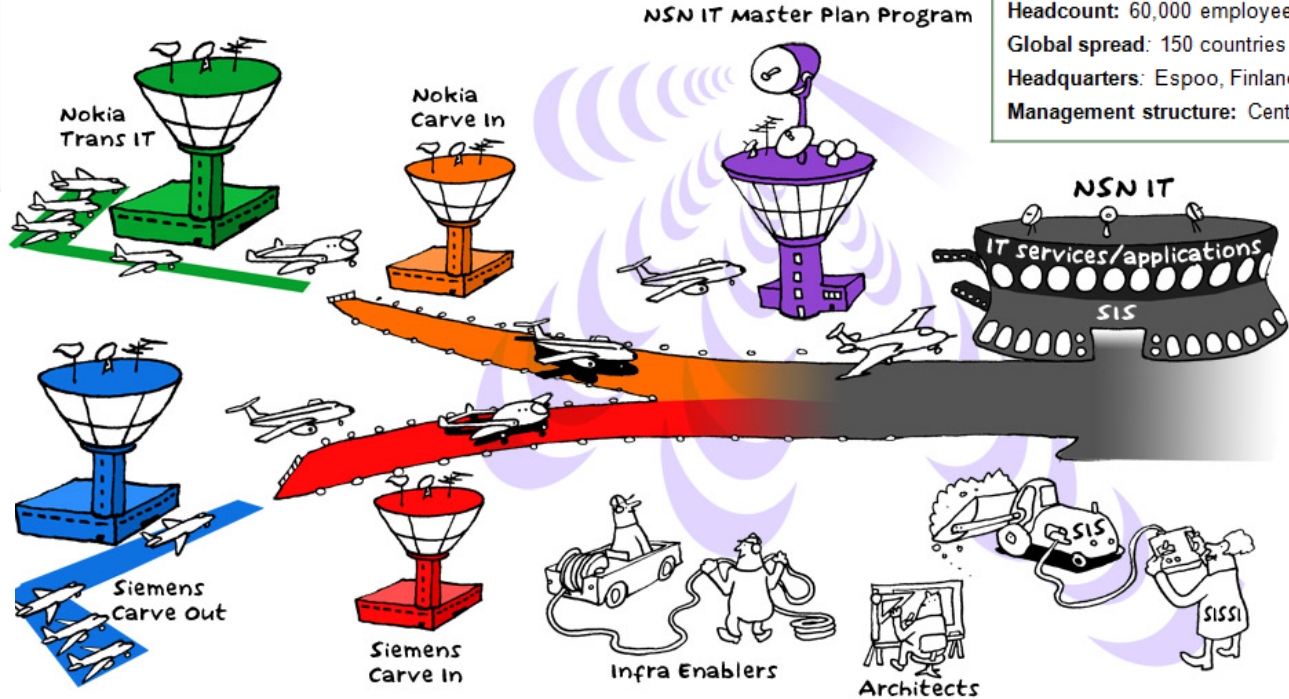 NSN IT Master Plan Program
Headcount: 60,000 employee
Global spread: 150 countries
Headquarters: Espoo, Finlan
Management structure: Cent
Nokia
Trans IT
Nokia
Carve In
NSN IT
IT services/applications
SIS
Siemens
Carve Out
Siemens
Carve In
Infra Enablers
Architects
SIS
SISSI